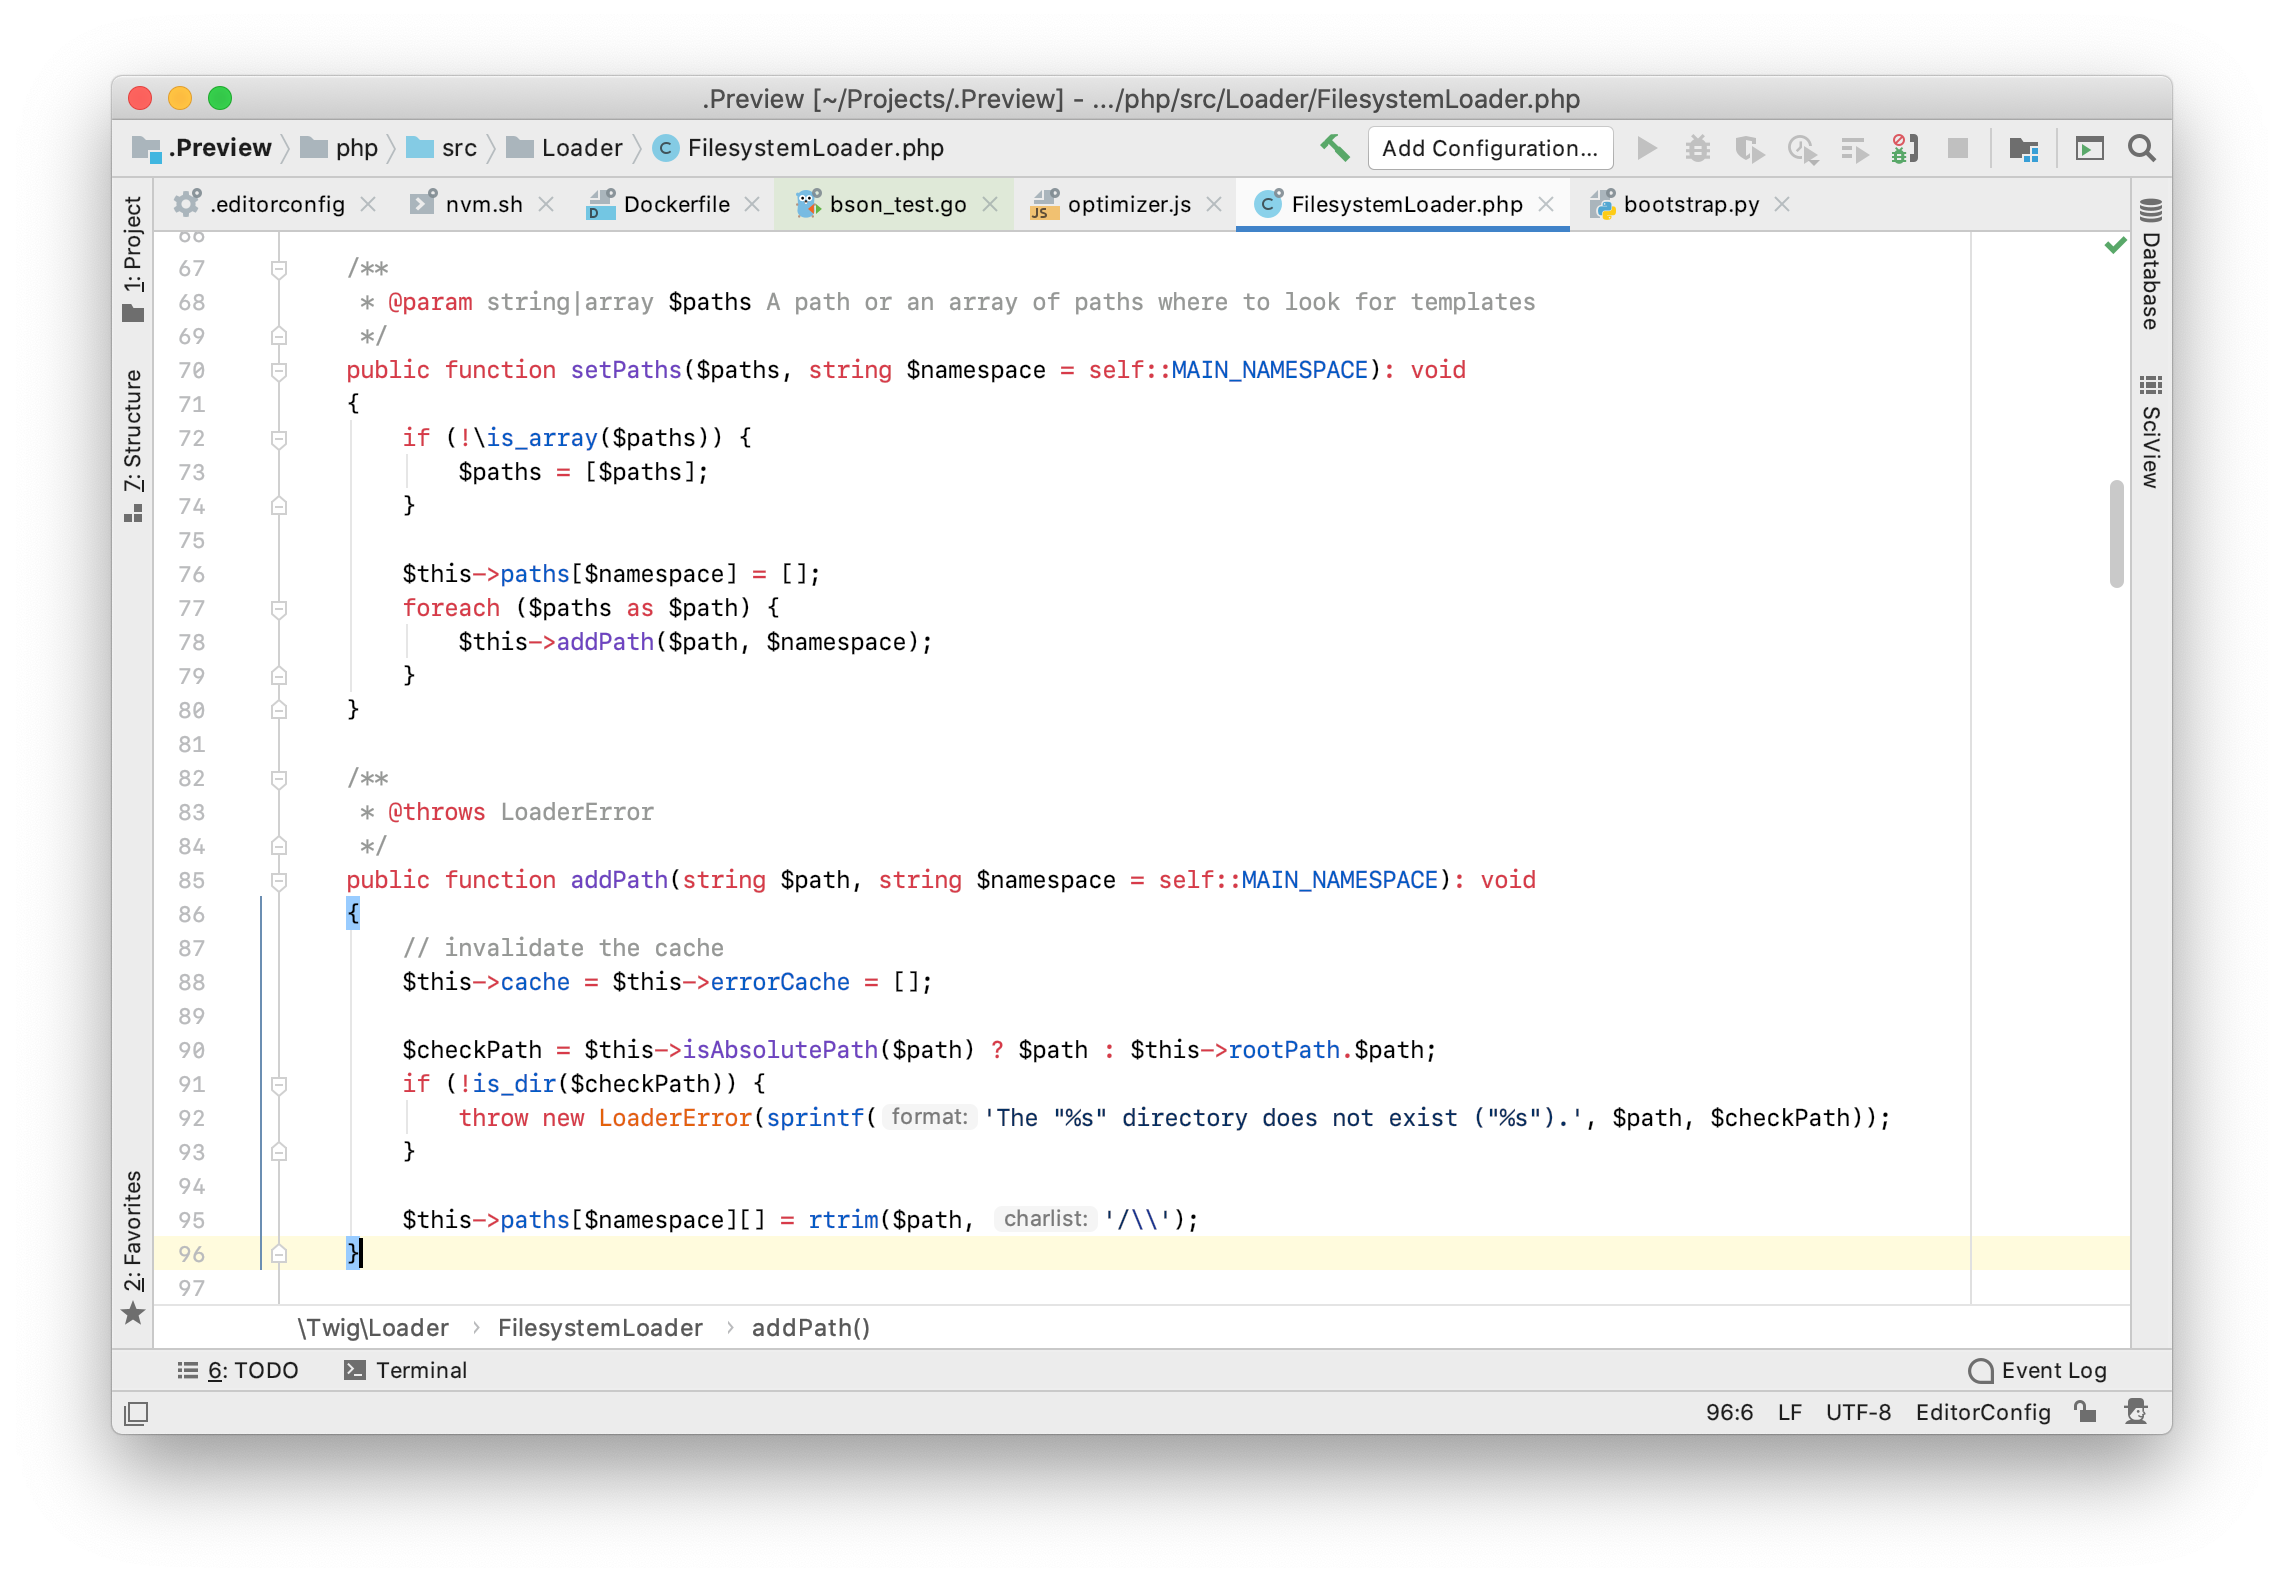 .Preview [~/Projects/.Preview] - .../php/src/Loader/FilesystemLoader.php
.Preview php src Loader C FilesystemLoader.php Add Configuration...
.editorconfig nvm.sh D Dockerfile bson_test.go JS optimizer.js C FilesystemLoader.php bootstrap.py
1: Project
7: Structure
2: Favorites
Database
SciView
66
67 /**
68 * @param string|array $paths A path or an array of paths where to look for templates
69 */
70 public function setPaths($paths, string $namespace = self::MAIN_NAMESPACE): void
71 {
72 if (!\is_array($paths)) {
73 $paths = [$paths];
74 }
75
76 $this->paths[$namespace] = [];
77 foreach ($paths as $path) {
78 $this->addPath($path, $namespace);
79 }
80 }
81
82 /**
83 * @throws LoaderError
84 */
85 public function addPath(string $path, string $namespace = self::MAIN_NAMESPACE): void
86 {
87 // invalidate the cache
88 $this->cache = $this->errorCache = [];
89
90 $checkPath = $this->isAbsolutePath($path) ? $path : $this->rootPath.$path;
91 if (!is_dir($checkPath)) {
92 throw new LoaderError(sprintf( format: 'The "%s" directory does not exist ("%s").', $path, $checkPath));
93 }
94
95 $this->paths[$namespace][] = rtrim($path, charlist: '/\\');
96 }
97
\Twig\Loader › FilesystemLoader › addPath()
6: TODO Terminal Event Log
96:6 LF UTF-8 EditorConfig